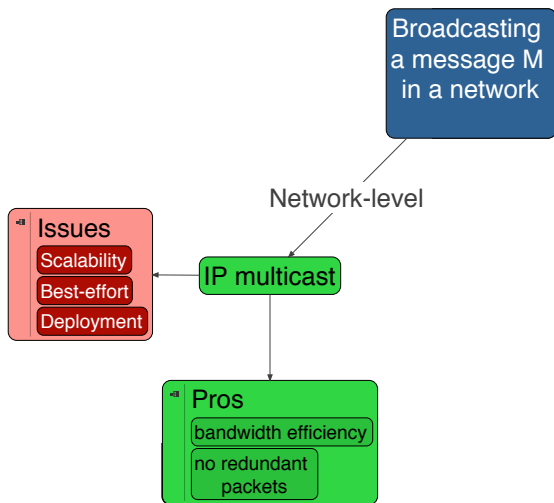 Broadcasting
a message M
in a network
Network-level
Issues
Scalability
Best-effort
Deployment
IP multicast
Pros
bandwidth efficiency
no redundant
packets